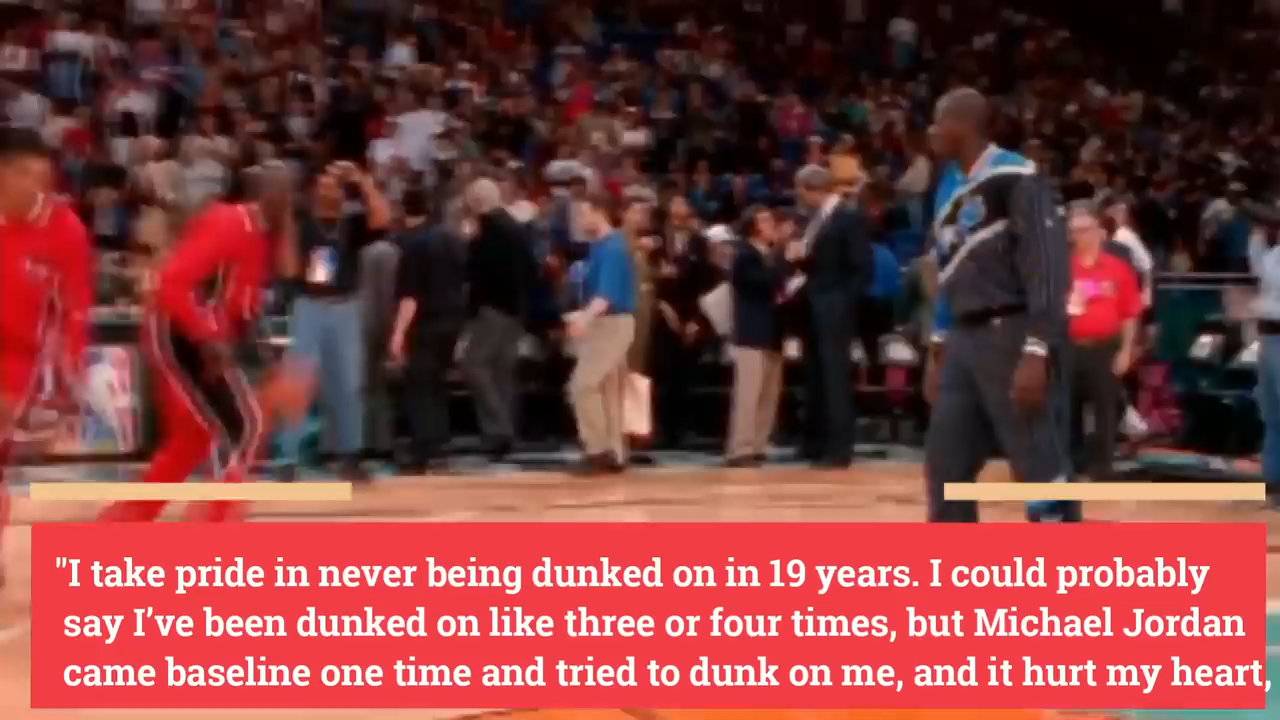 "I take pride in never being dunked on in 19 years. I could probably
say I’ve been dunked on like three or four times, but Michael Jordan
came baseline one time and tried to dunk on me, and it hurt my heart,